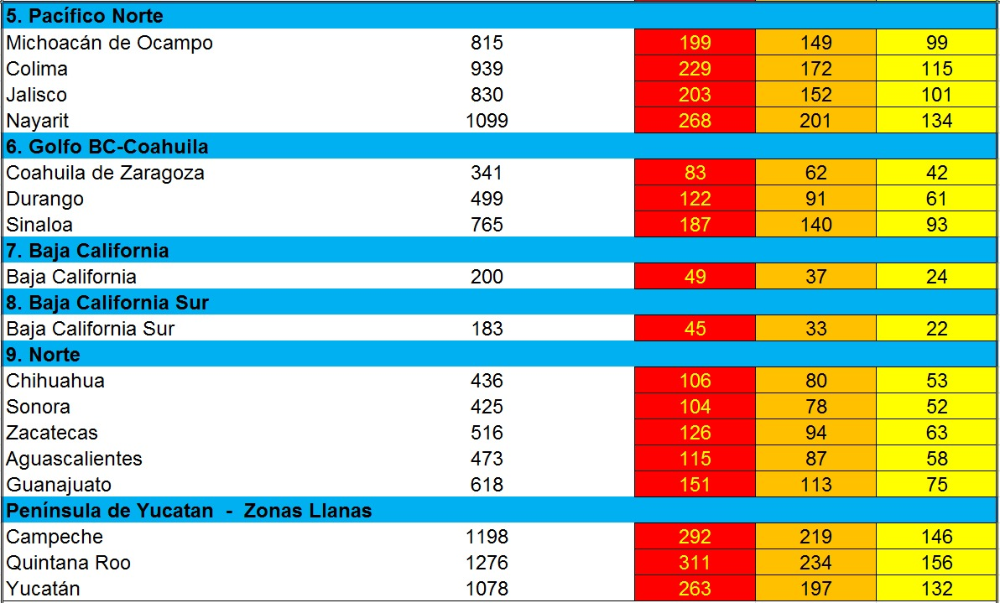 5. Pacífico Norte
Michoacán de Ocampo 815 199 149 99
Colima 939 229 172 115
Jalisco 830 203 152 101
Nayarit 1099 268 201 134
6. Golfo BC-Coahuila
Coahuila de Zaragoza 341 83 62 42
Durango 499 122 91 61
Sinaloa 765 187 140 93
7. Baja California
Baja California 200 49 37 24
8. Baja California Sur
Baja California Sur 183 45 33 22
9. Norte
Chihuahua 436 106 80 53
Sonora 425 104 78 52
Zacatecas 516 126 94 63
Aguascalientes 473 115 87 58
Guanajuato 618 151 113 75
Península de Yucatan - Zonas Llanas
Campeche 1198 292 219 146
Quintana Roo 1276 311 234 156
Yucatán 1078 263 197 132